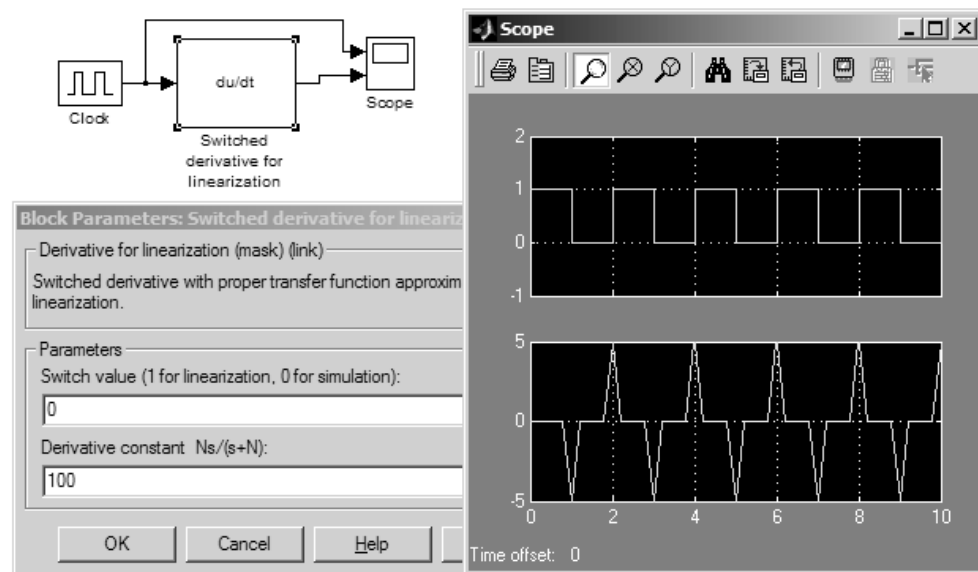 du/dt
Clock
Scope
Switched
derivative for
linearization
Block Parameters: Switched derivative for lineariz
Derivative for linearization (mask) (link)
Switched derivative with proper transfer function approxim
linearization.
Parameters
Switch value (1 for linearization, 0 for simulation):
0
Derivative constant Ns/(s+N):
100
OK
Cancel
Help
Scope
2
1
0
-1
5
0
-5
0 2 4 6 8 10
Time offset: 0